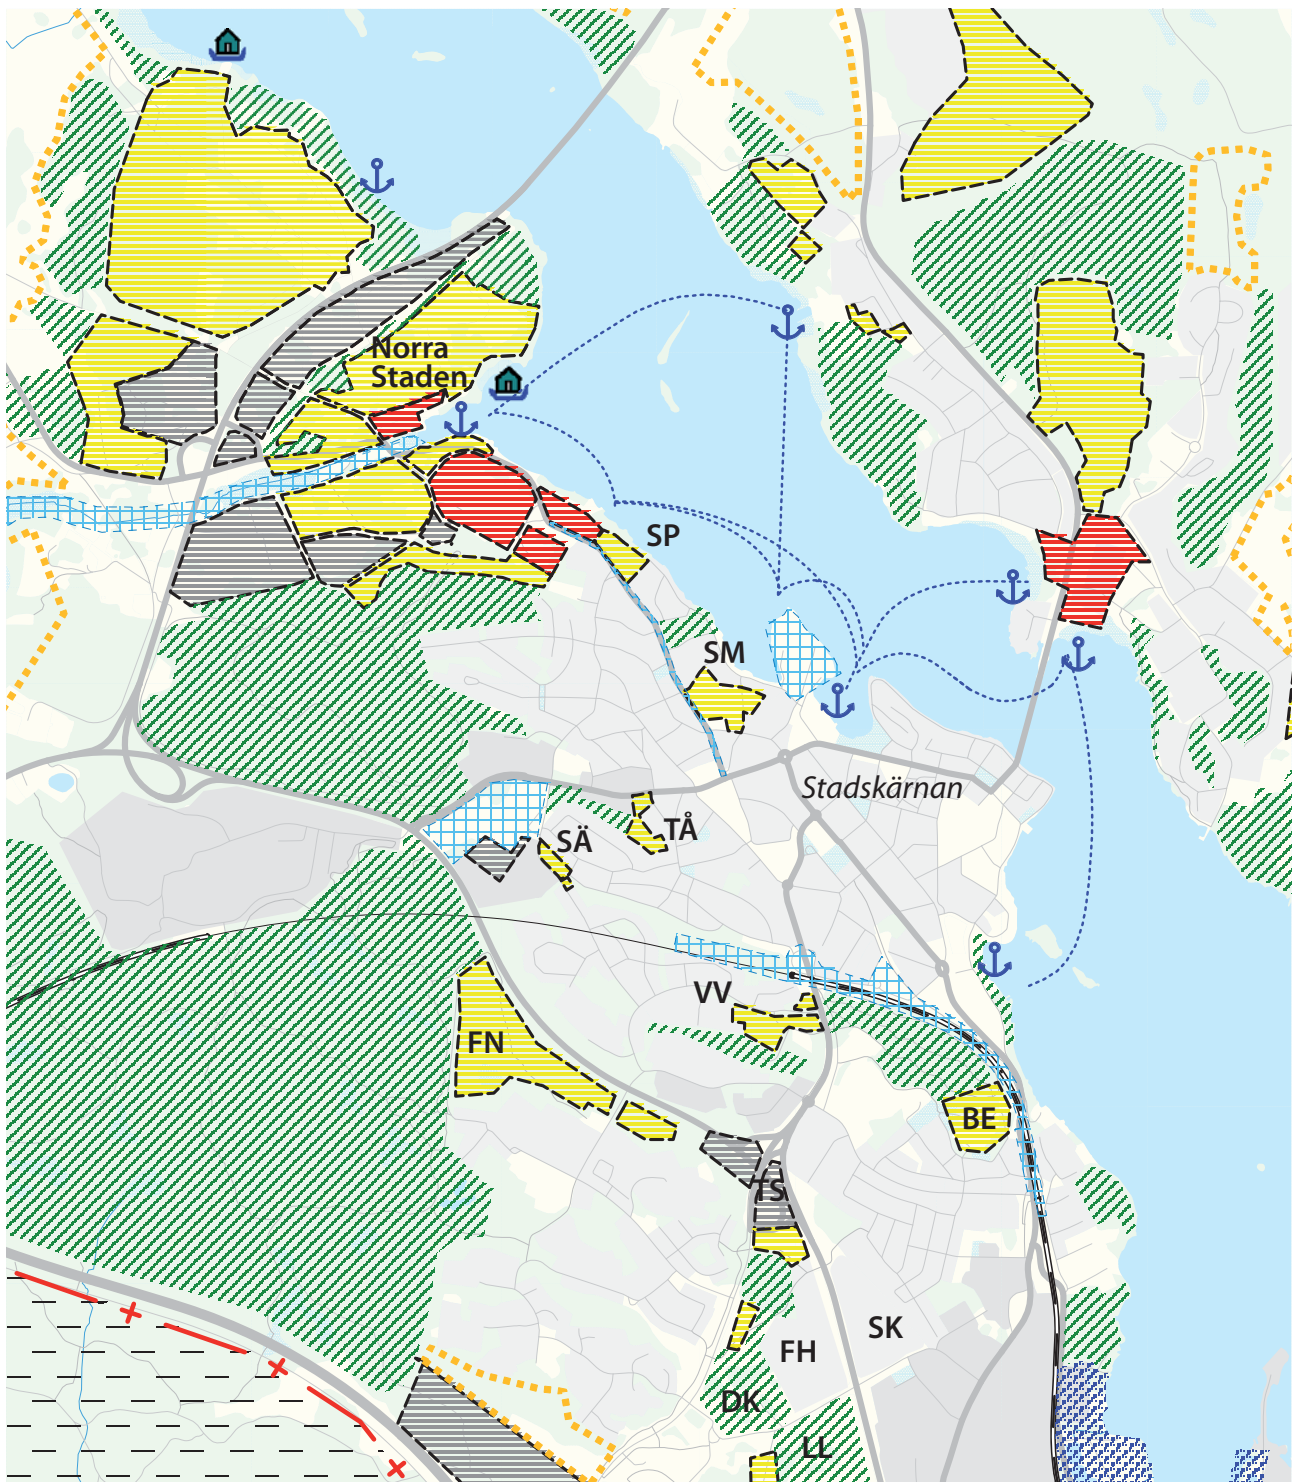 Norra
Staden
SP
SM
Stadskärnan
TÅ
SÄ
VV
FN
BE
TS
SK
FH
DK
LL